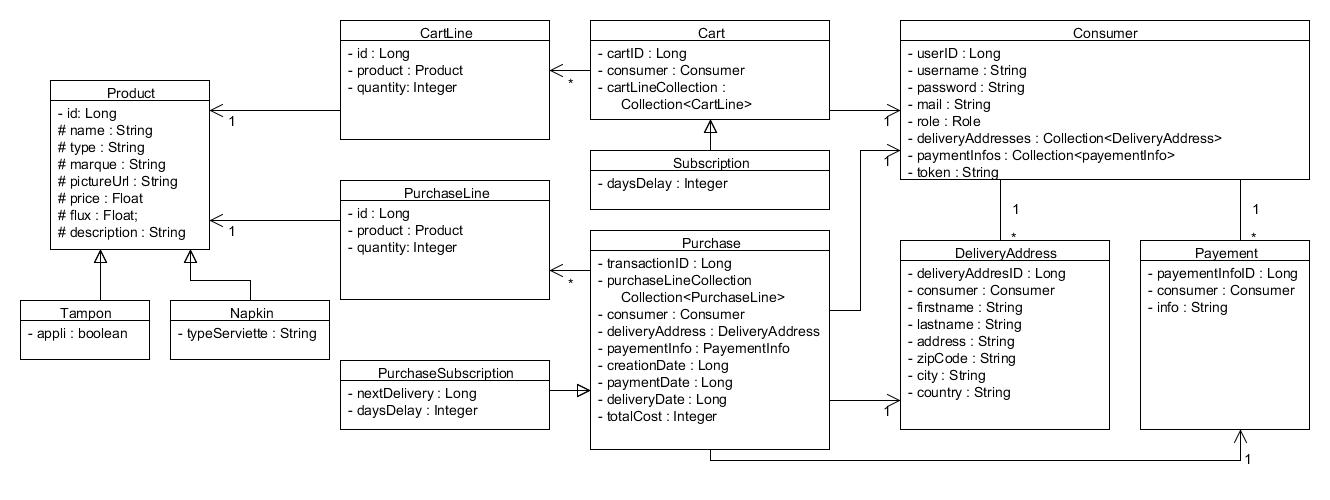 Product
- id: Long
# name : String
# type : String
# marque : String
# pictureUrl : String
# price : Float
# flux : Float;
# description : String
Tampon
- appli : boolean
Napkin
- typeServiette : String
CartLine
- id : Long
- product : Product
- quantity: Integer
1
PurchaseLine
- id : Long
- product : Product
- quantity: Integer
1
PurchaseSubscription
- nextDelivery : Long
- daysDelay : Integer
Cart
- cartID : Long
- consumer : Consumer
- cartLineCollection :
Collection<CartLine>
*
Subscription
- daysDelay : Integer
Purchase
- transactionID : Long
- purchaseLineCollection
Collection<PurchaseLine>
- consumer : Consumer
- deliveryAddress : DeliveryAddress
- payementInfo : PayementInfo
- creationDate : Long
- paymentDate : Long
- deliveryDate : Long
- totalCost : Integer
*
Consumer
- userID : Long
- username : String
- password : String
- mail : String
- role : Role
- deliveryAddresses : Collection<DeliveryAddress>
- paymentInfos : Collection<payementInfo>
- token : String
1
1
1
*
1
*
DeliveryAddress
- deliveryAddresID : Long
- consumer : Consumer
- firstname : String
- lastname : String
- address : String
- zipCode : String
- city : String
- country : String
1
Payement
- payementInfoID : Long
- consumer : Consumer
- info : String
1